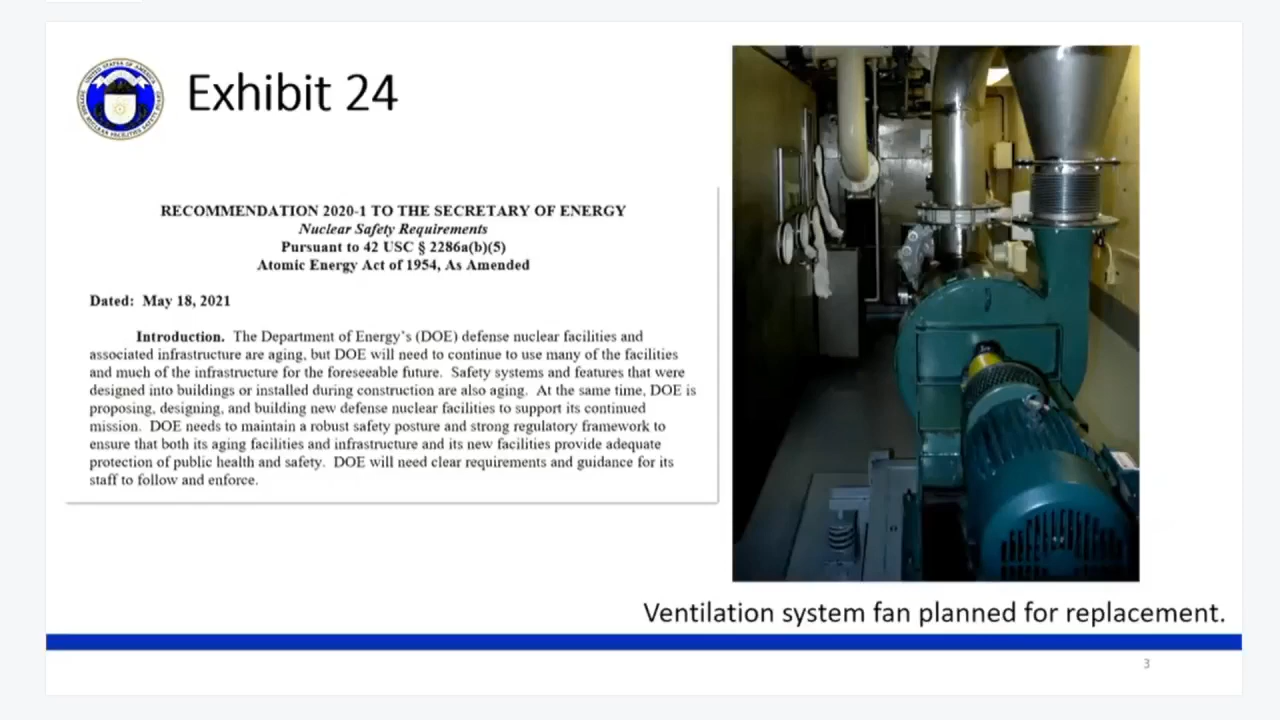 Exhibit 24
RECOMMENDATION 2020-1 TO THE SECRETARY OF ENERGY
Nuclear Safety Requirements
Pursuant to 42 USC § 2286a(b)(5)
Atomic Energy Act of 1954, As Amended
Dated: May 18, 2021
Introduction. The Department of Energy's (DOE) defense nuclear facilities and
associated infrastructure are aging, but DOE will need to continue to use many of the facilities
and much of the infrastructure for the foreseeable future. Safety systems and features that were
designed into buildings or installed during construction are also aging. At the same time, DOE is
proposing, designing, and building new defense nuclear facilities to support its continued
mission. DOE needs to maintain a robust safety posture and strong regulatory framework to
ensure that both its aging facilities and infrastructure and its new facilities provide adequate
protection of public health and safety. DOE will need clear requirements and guidance for its
staff to follow and enforce.
Ventilation system fan planned for replacement.
3